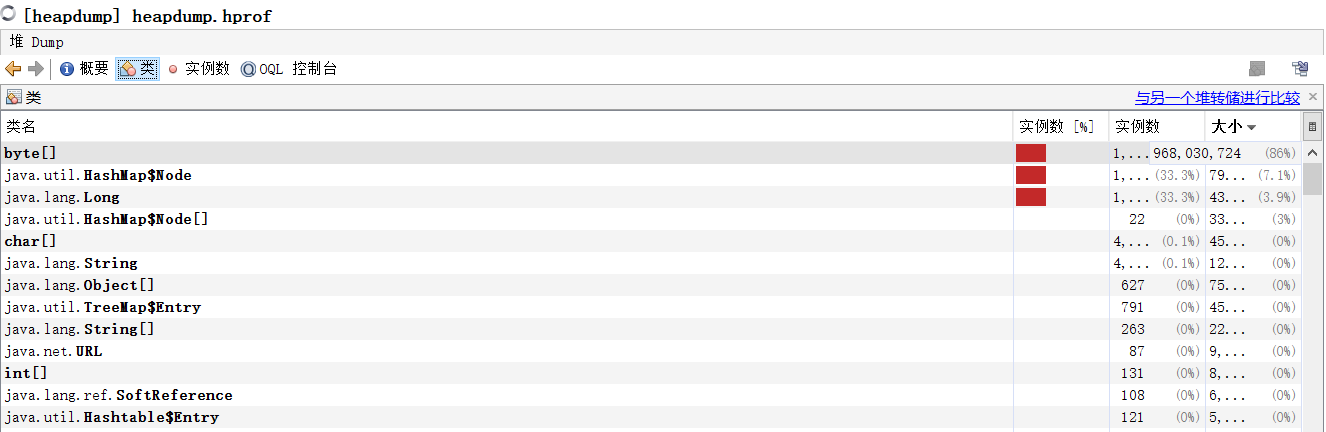 [heapdump] heapdump.hprof
堆 Dump
概要 类 实例数 OQL 控制台
类 与另一个堆转储进行比较
类名 实例数 [%] 实例数 大小
byte[] 1,... 968,030,724 (86%)
java.util.HashMap$Node 1,... (33.3%) 79... (7.1%)
java.lang.Long 1,... (33.3%) 43... (3.9%)
java.util.HashMap$Node[] 22 (0%) 33... (3%)
char[] 4,... (0.1%) 45... (0%)
java.lang.String 4,... (0.1%) 12... (0%)
java.lang.Object[] 627 (0%) 75... (0%)
java.util.TreeMap$Entry 791 (0%) 45... (0%)
java.lang.String[] 263 (0%) 22... (0%)
java.net.URL 87 (0%) 9,... (0%)
int[] 131 (0%) 8,... (0%)
java.lang.ref.SoftReference 108 (0%) 6,... (0%)
java.util.Hashtable$Entry 121 (0%) 5,... (0%)